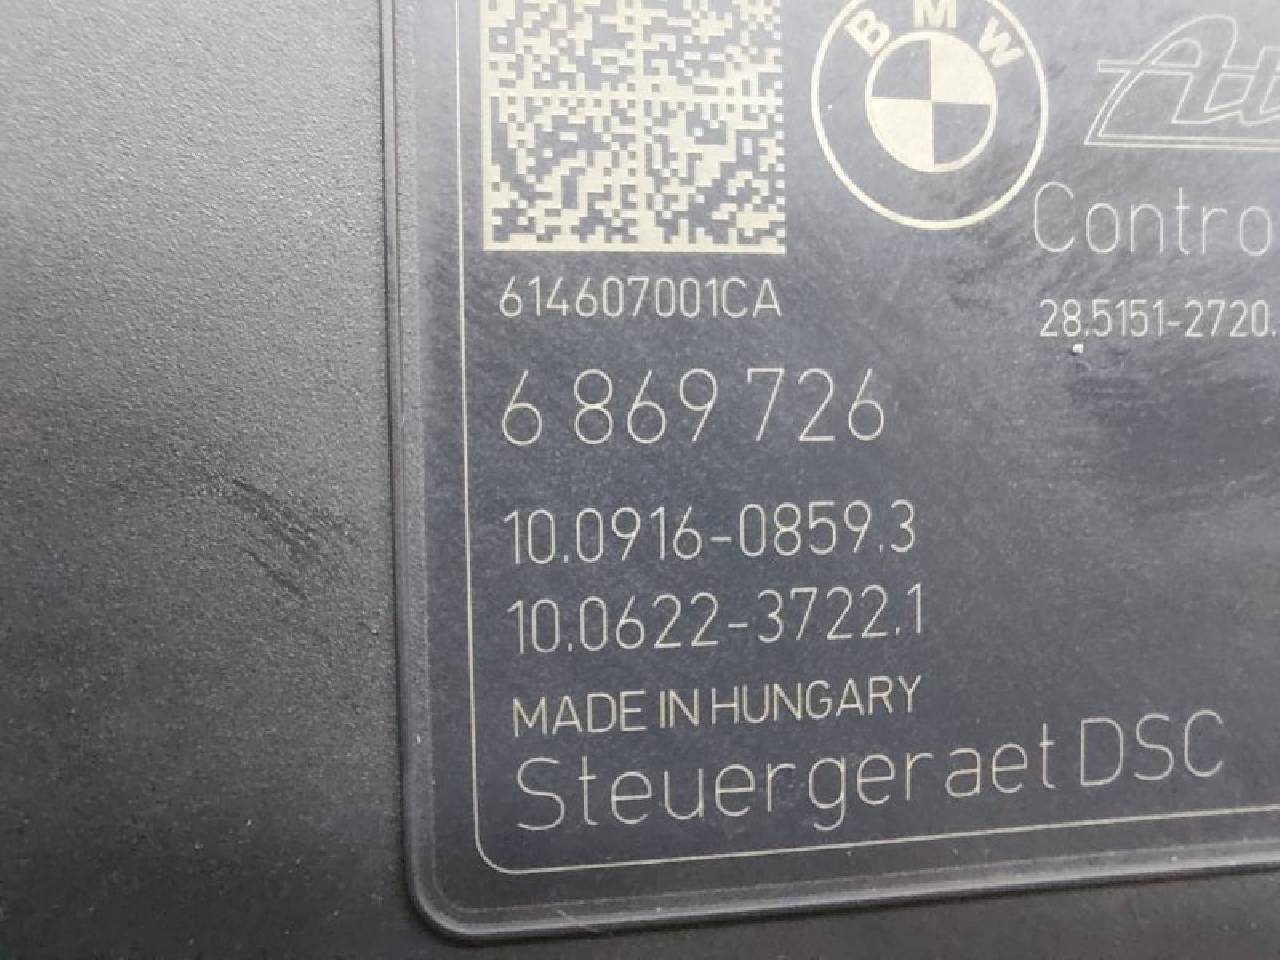 BMW
614607001CA
28.5151-2720.
6 869 726
10.0916-0859.3
10.0622-3722.1
MADE IN HUNGARY
Steuergeraet DSC